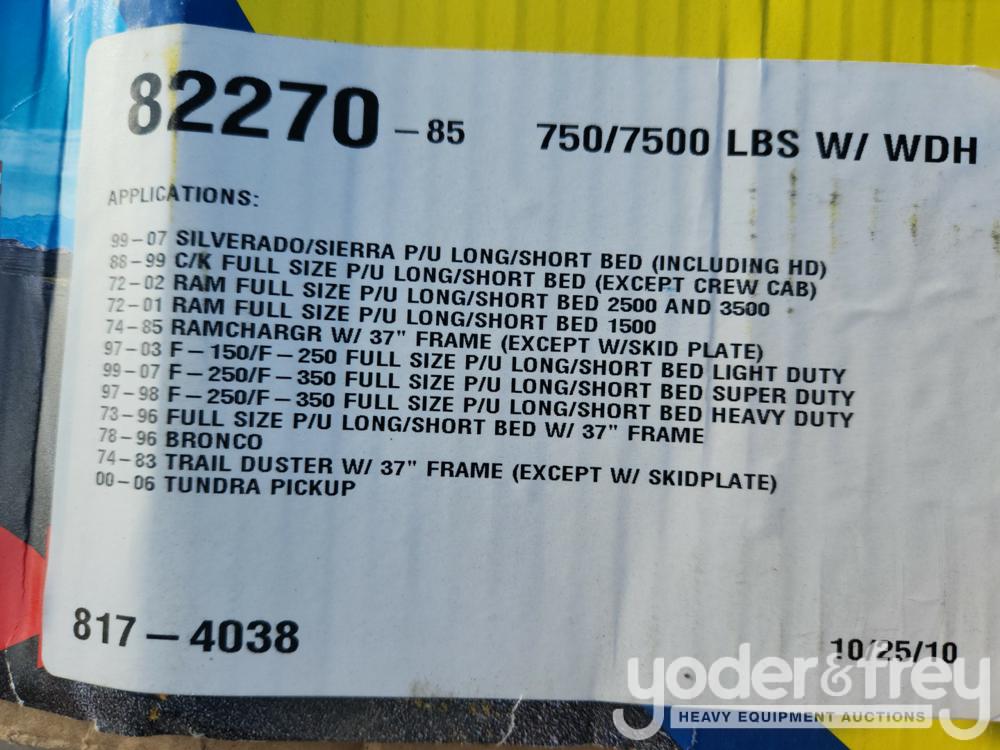 82270 – 85 750/7500 LBS W/ WDH
APPLICATIONS:
99–07 SILVERADO/SIERRA P/U LONG/SHORT BED (INCLUDING HD)
88–99 C/K FULL SIZE P/U LONG/SHORT BED (EXCEPT CREW CAB)
72–02 RAM FULL SIZE P/U LONG/SHORT BED 2500 AND 3500
72–01 RAM FULL SIZE P/U LONG/SHORT BED 1500
74–85 RAMCHARGR W/ 37" FRAME (EXCEPT W/SKID PLATE)
97–03 F–150/F–250 FULL SIZE P/U LONG/SHORT BED LIGHT DUTY
99–07 F–250/F–350 FULL SIZE P/U LONG/SHORT BED SUPER DUTY
97–98 F–250/F–350 FULL SIZE P/U LONG/SHORT BED HEAVY DUTY
73–96 FULL SIZE P/U LONG/SHORT BED W/ 37" FRAME
78–96 BRONCO
74–83 TRAIL DUSTER W/ 37" FRAME (EXCEPT W/ SKIDPLATE)
00–06 TUNDRA PICKUP
817–4038
10/25/10
yoder&frey
HEAVY EQUIPMENT AUCTIONS